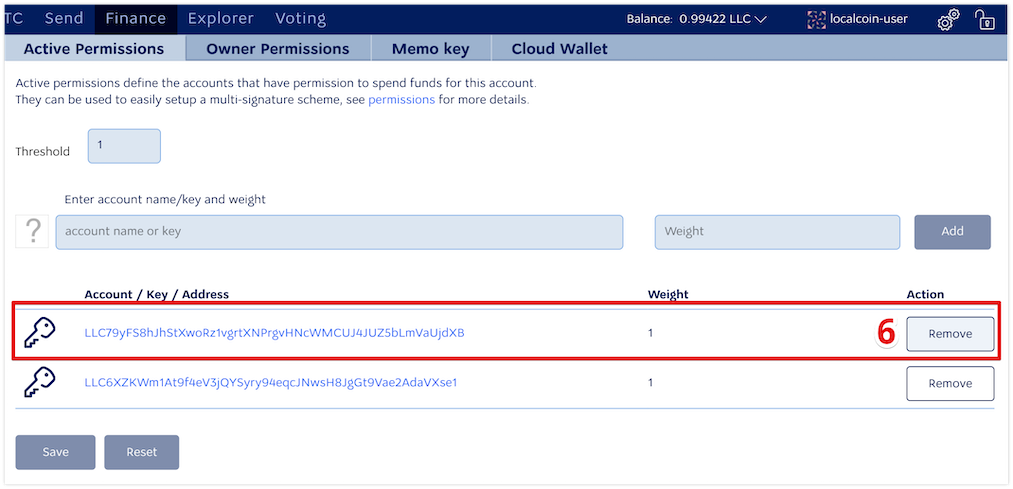 TC Send Finance Explorer Voting Balance: 0.99422 LLC localcoin-user
Active Permissions Owner Permissions Memo key Cloud Wallet
Active permissions define the accounts that have permission to spend funds for this account.
They can be used to easily setup a multi-signature scheme, see permissions for more details.
Threshold 1
Enter account name/key and weight
? account name or key Weight Add
Account / Key / Address Weight Action
LLC79yFS8hJhStXwoRz1vgrtXNPrgvHNcWMCUJ4JUZ5bLmVaUjdXB 1 6 Remove
LLC6XZKWm1At9f4eV3jQYSyry94eqcJNwsH8JgGt9Vae2AdaVXse1 1 Remove
Save Reset